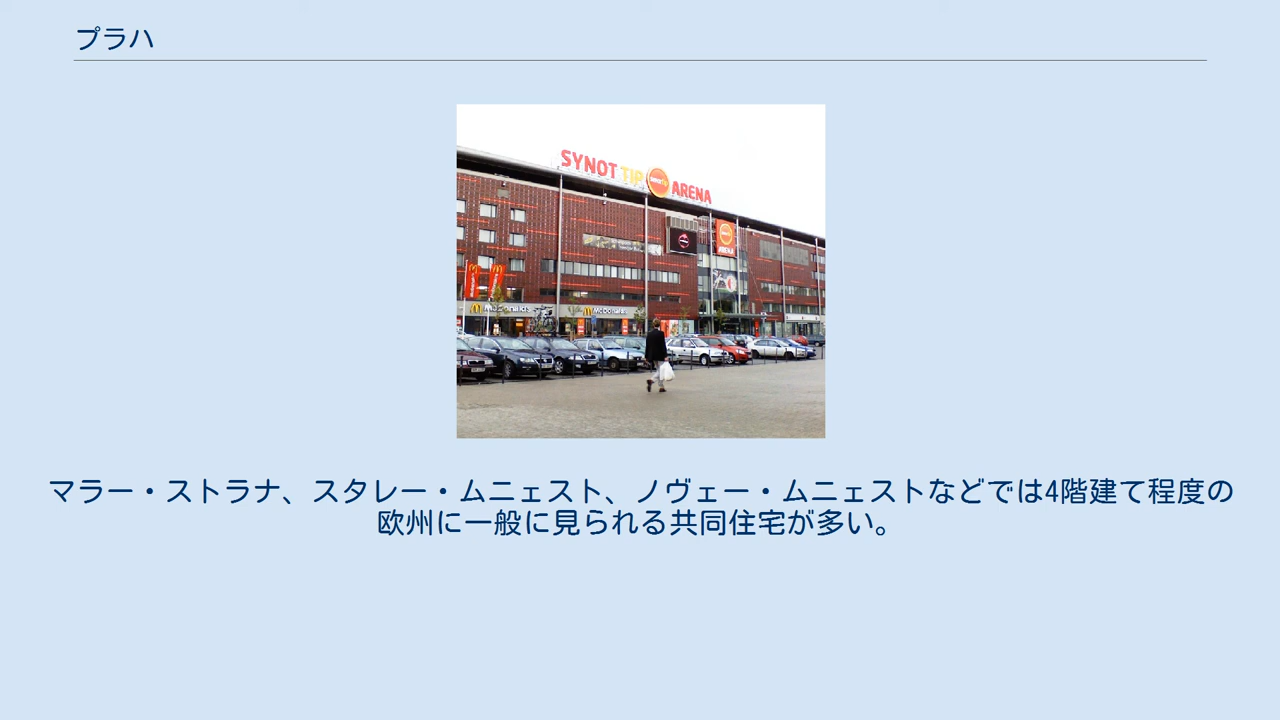 プラハ
SYNOT TIP ARENA
ARENA
McDonald's
McDonald's
マラー・ストラナ、スタレー・ムニェスト、ノヴェー・ムニェストなどでは4階建て程度の
欧州に一般に見られる共同住宅が多い。